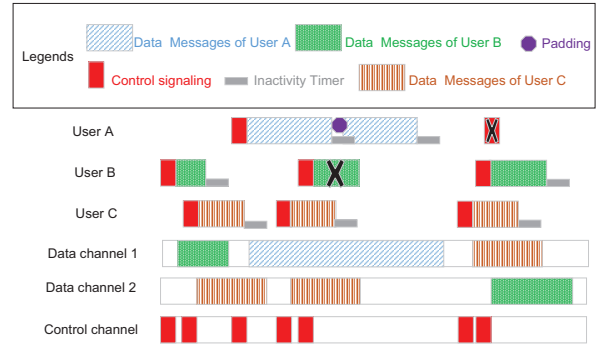 Legends
Data Messages of User A
Data Messages of User B
Padding
Control signaling
Inactivity Timer
Data Messages of User C
User A
User B
User C
Data channel 1
Data channel 2
Control channel